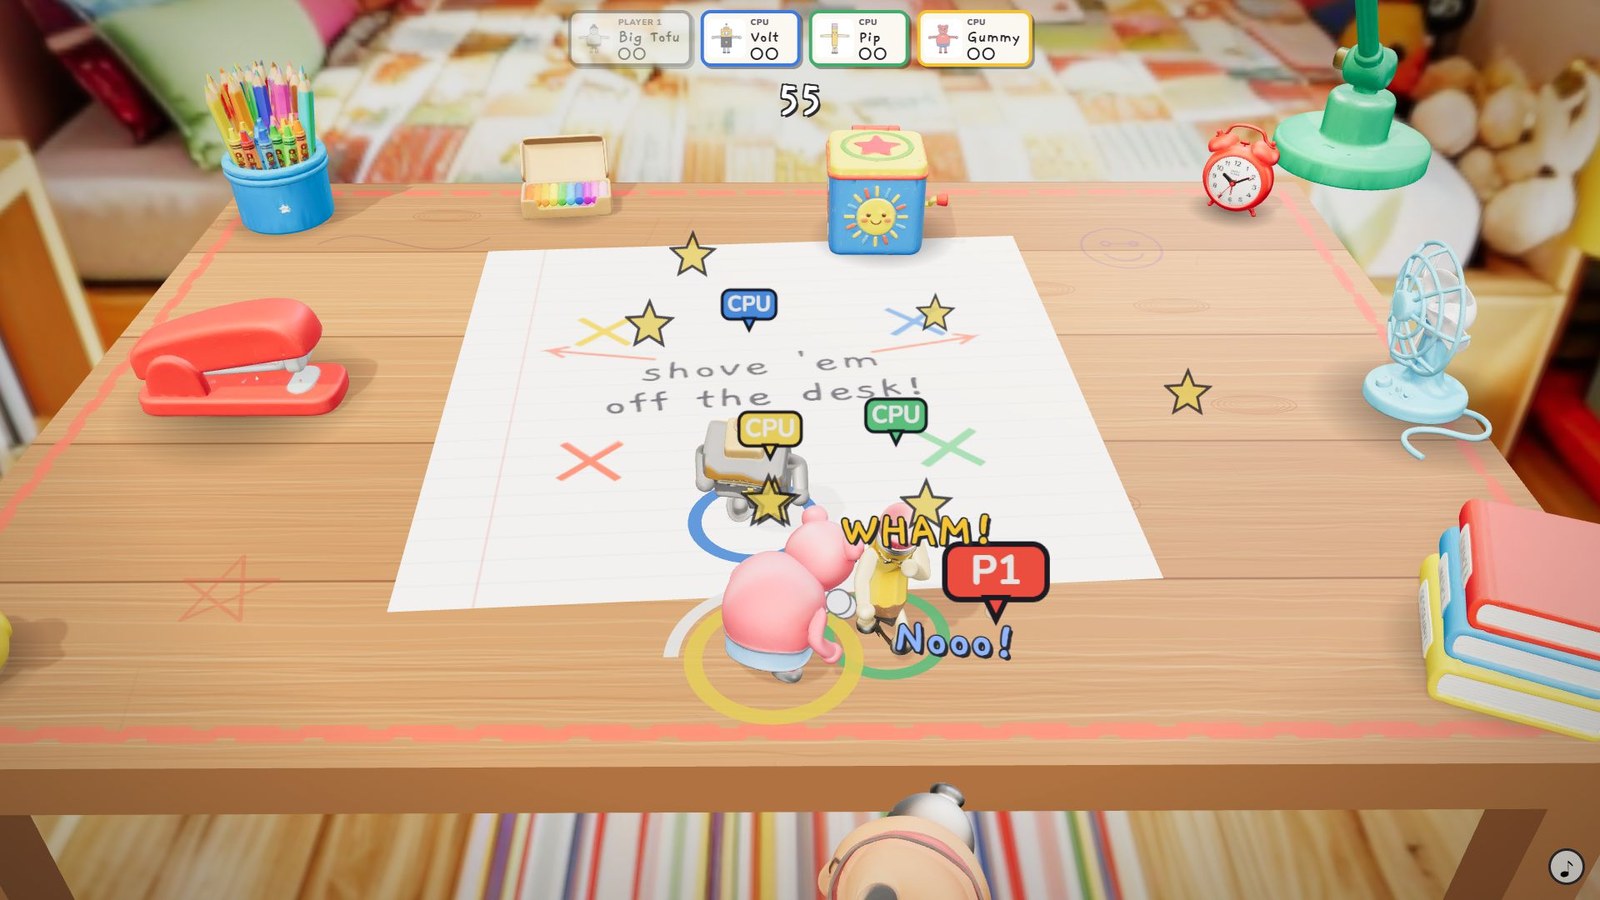 PLAYER 1
Big Tofu
CPU
Volt
CPU
Pip
CPU
Gummy
55
CPU
shove 'em
off the desk!
CPU
CPU
WHAM!
P1
Nooo!